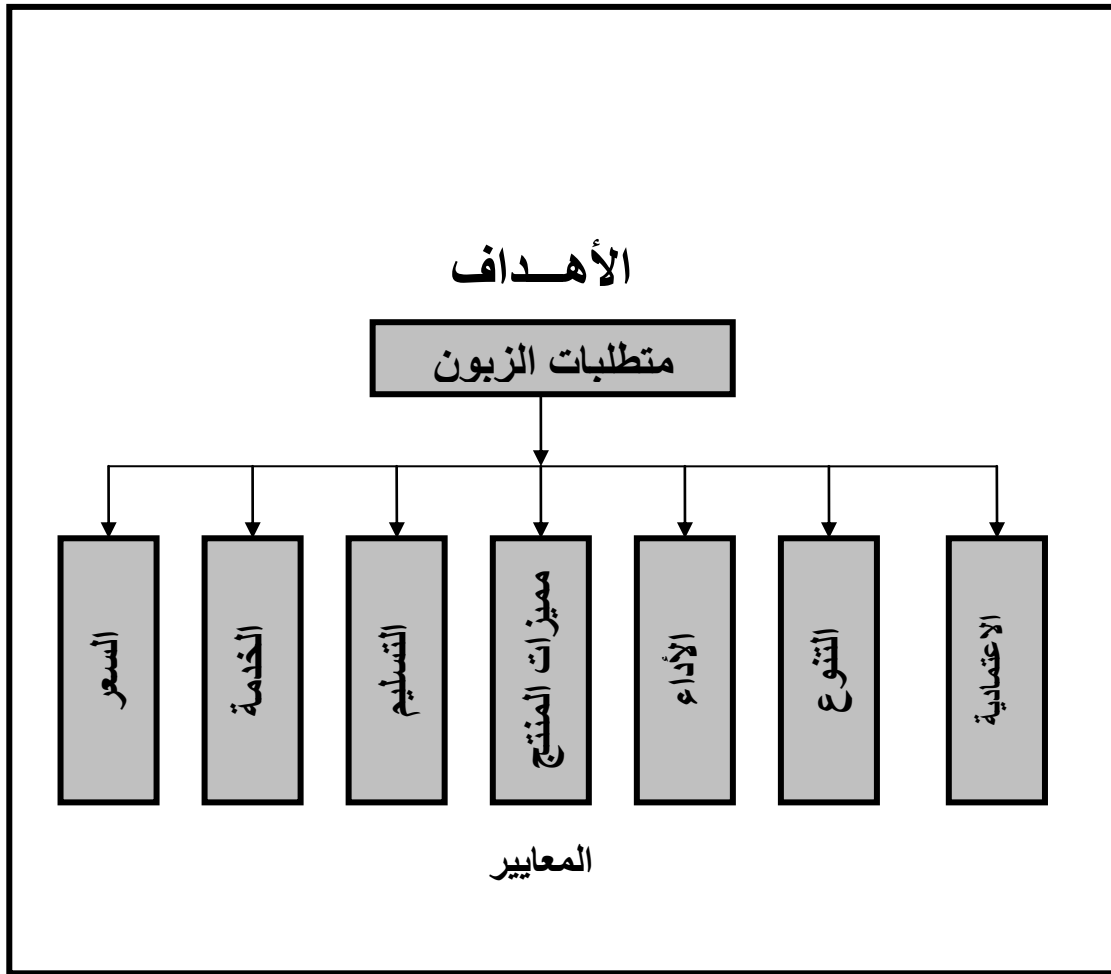 الأهـــداف
متطلبات الزبون
الاعتمادية
التنوع
الأداء
مميزات المنتج
التسليم
الخدمة
السعر
المعايير